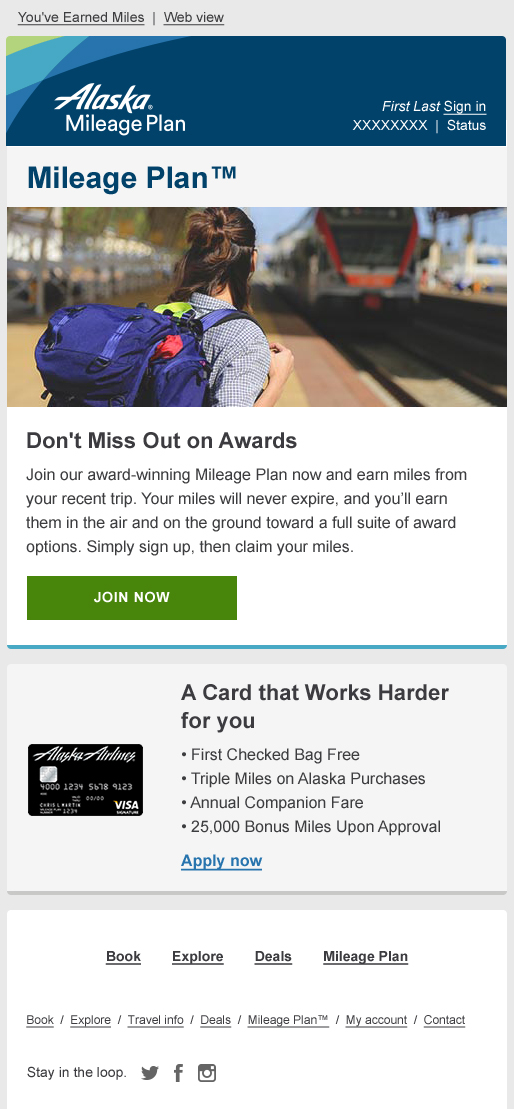 You've Earned Miles | Web view
Alaska®
Mileage Plan
First Last Sign in
XXXXXXXX | Status
Mileage Plan™
Don't Miss Out on Awards
Join our award-winning Mileage Plan now and earn miles from
your recent trip. Your miles will never expire, and you’ll earn
them in the air and on the ground toward a full suite of award
options. Simply sign up, then claim your miles.
JOIN NOW
A Card that Works Harder
for you
Alaska Airlines
4000 1234 5678 9123
00/00
CHRIS L MARTIN
VISA
SIGNATURE
• First Checked Bag Free
• Triple Miles on Alaska Purchases
• Annual Companion Fare
• 25,000 Bonus Miles Upon Approval
Apply now
Book Explore Deals Mileage Plan
Book / Explore / Travel info / Deals / Mileage Plan™ / My account / Contact
Stay in the loop.